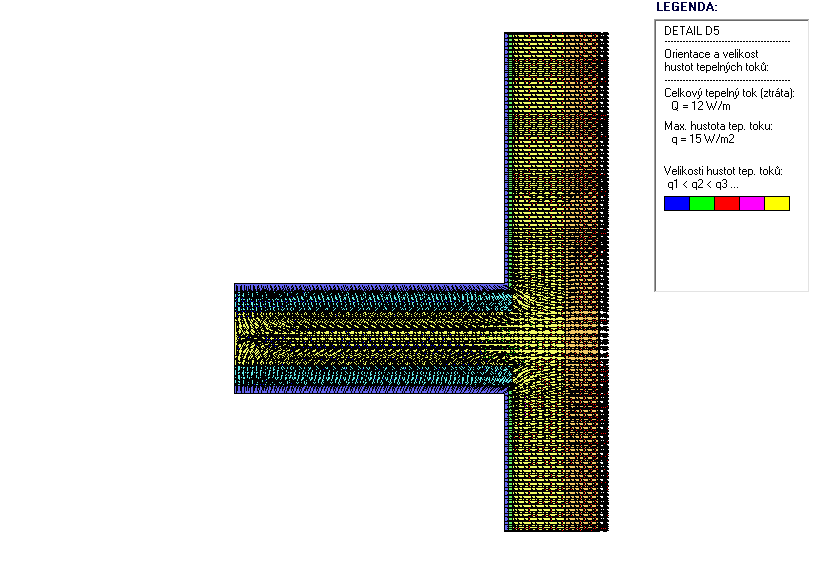 LEGENDA:
DETAIL D5
Orientace a velikost
hustot tepelných toků:
Celkový tepelný tok (ztráta):
Q = 12 W/m
Max. hustota tep. toku:
q = 15 W/m2
Velikosti hustot tep. toků:
q1 < q2 < q3 ...